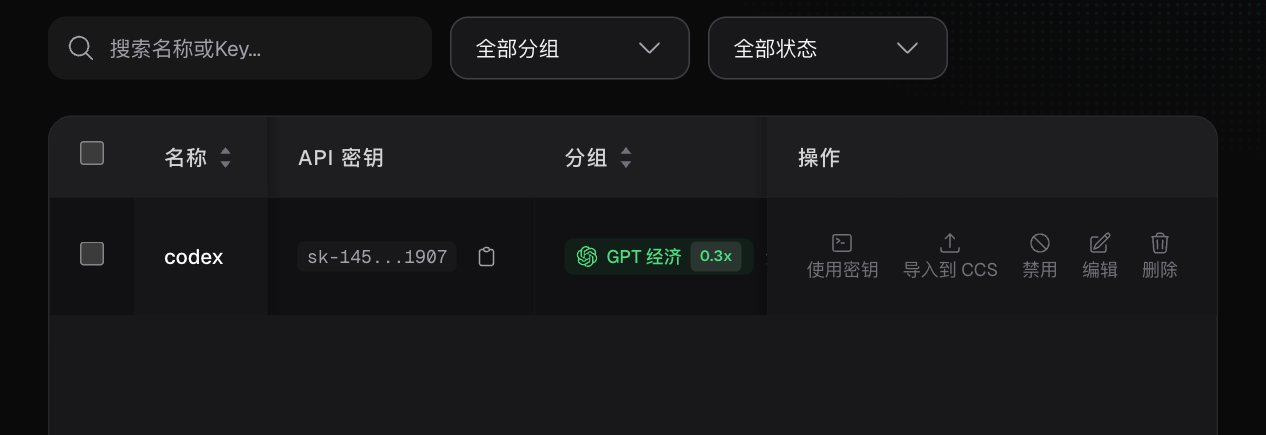 搜索名称或Key...
全部分组
全部状态
名称
API 密钥
分组
操作
codex
sk-145...1907
GPT 经济
0.3x
使用密钥
导入到 CCS
禁用
编辑
删除